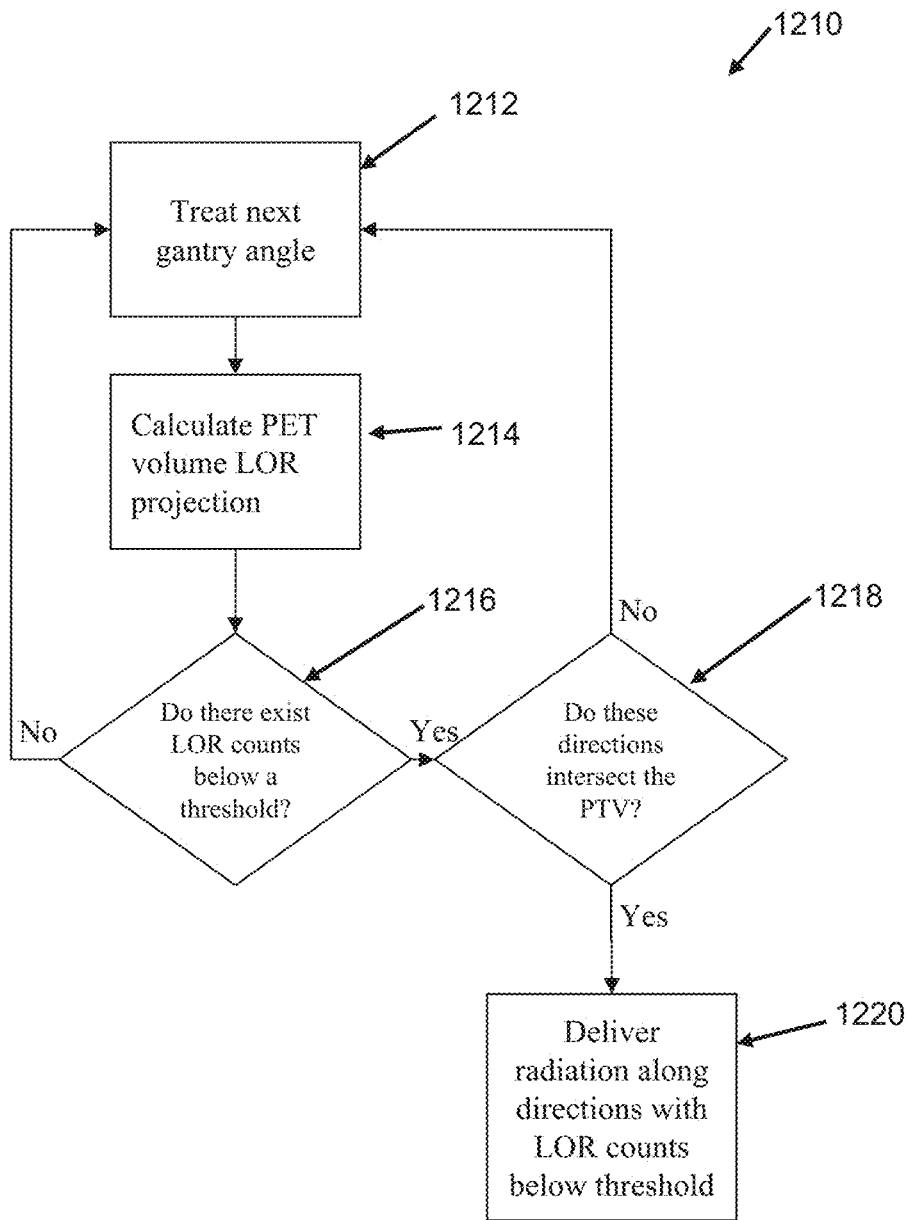 1210
1212
Treat next
gantry angle
Calculate PET
volume LOR
projection
1214
1216
Do there exist
LOR counts
below a
threshold?
No
Yes
1218
No
Do these
directions
intersect the
PTV?
Yes
1220
Deliver
radiation along
directions with
LOR counts
below threshold